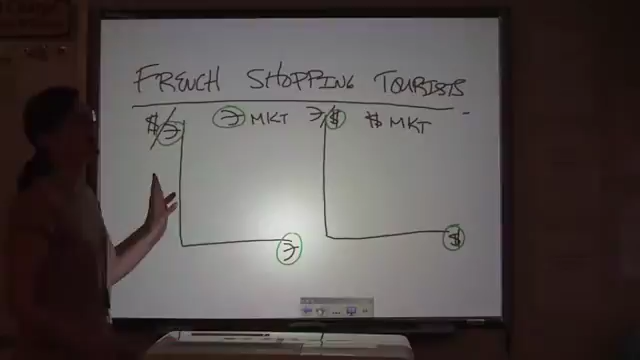 FRENCH SHOPPING TOURISTS
$/∋ ∋ MKT ∋/$ $ MKT
∋ $